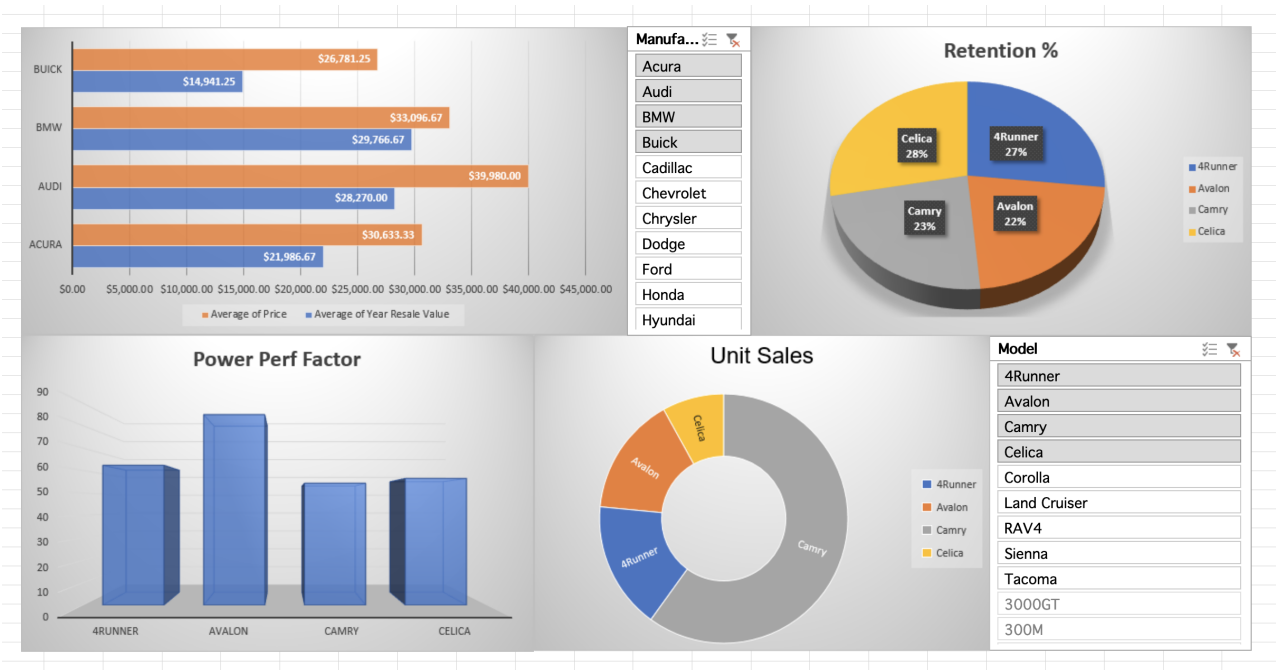 BUICK
$26,781.25
$14,941.25
BMW
$33,096.67
$29,766.67
AUDI
$39,980.00
$28,270.00
ACURA
$30,633.33
$21,986.67
$0.00 $5,000.00 $10,000.00 $15,000.00 $20,000.00 $25,000.00 $30,000.00 $35,000.00 $40,000.00 $45,000.00
Average of Price Average of Year Resale Value
Manufa...
Acura
Audi
BMW
Buick
Cadillac
Chevrolet
Chrysler
Dodge
Ford
Honda
Hyundai
Retention %
Celica
28%
4Runner
27%
Camry
23%
Avalon
22%
4Runner
Avalon
Camry
Celica
Power Perf Factor
90
80
70
60
50
40
30
20
10
0
4RUNNER AVALON CAMRY CELICA
Unit Sales
Celica
Avalon
4Runner
Camry
4Runner
Avalon
Camry
Celica
Model
4Runner
Avalon
Camry
Celica
Corolla
Land Cruiser
RAV4
Sienna
Tacoma
3000GT
300M